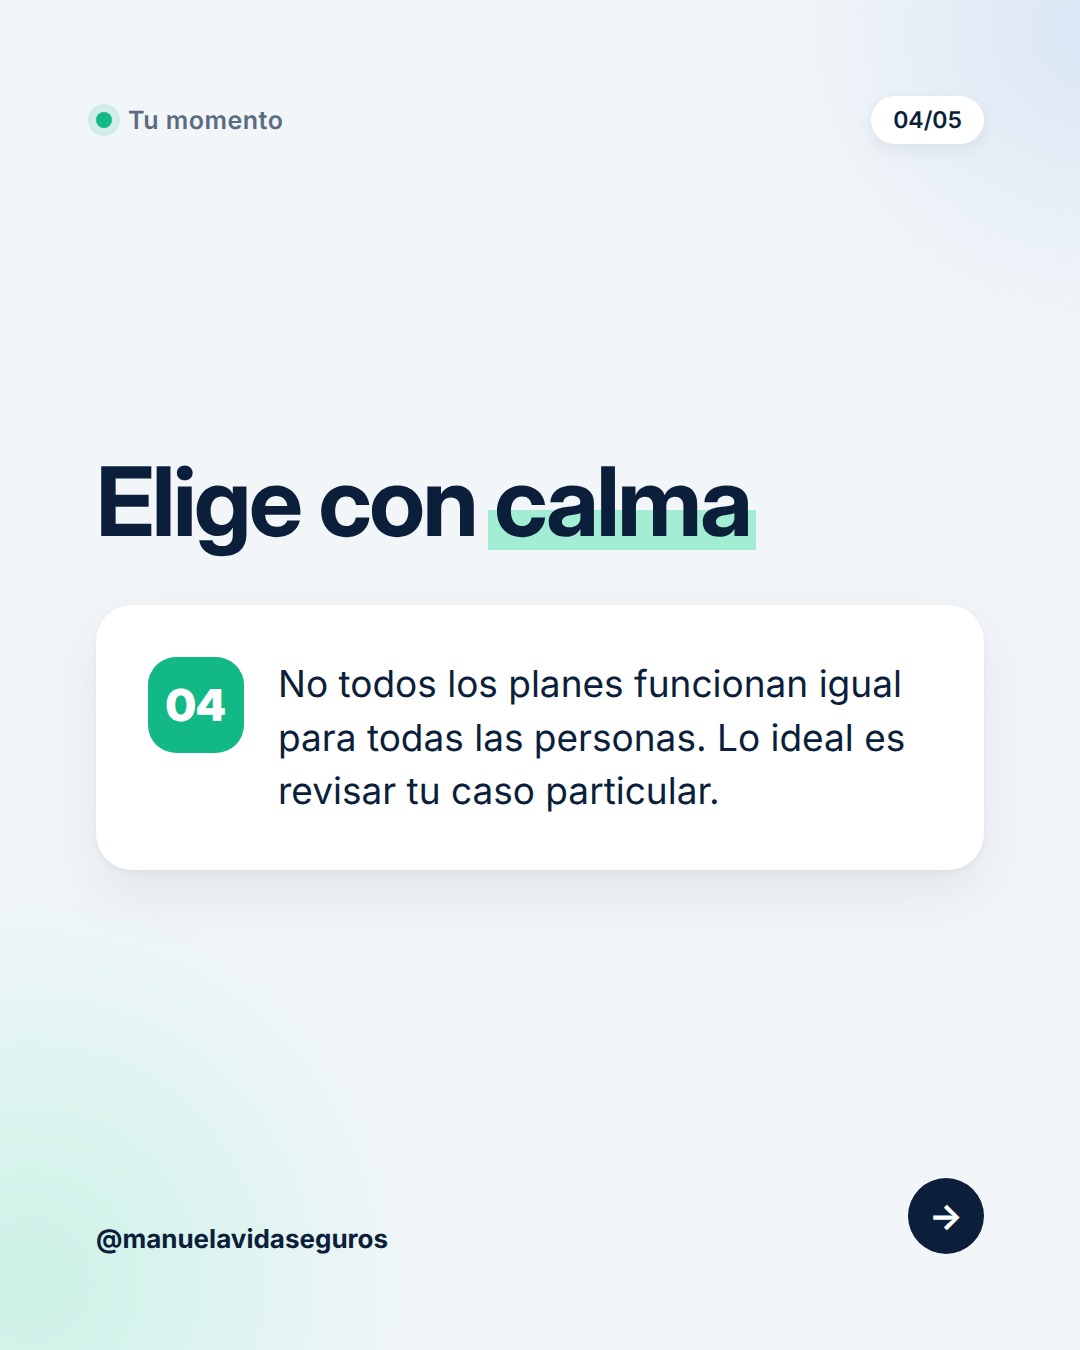 Tu momento
04/05
Elige con calma
04
No todos los planes funcionan igual
para todas las personas. Lo ideal es
revisar tu caso particular.
@manuelavidaseguros
→